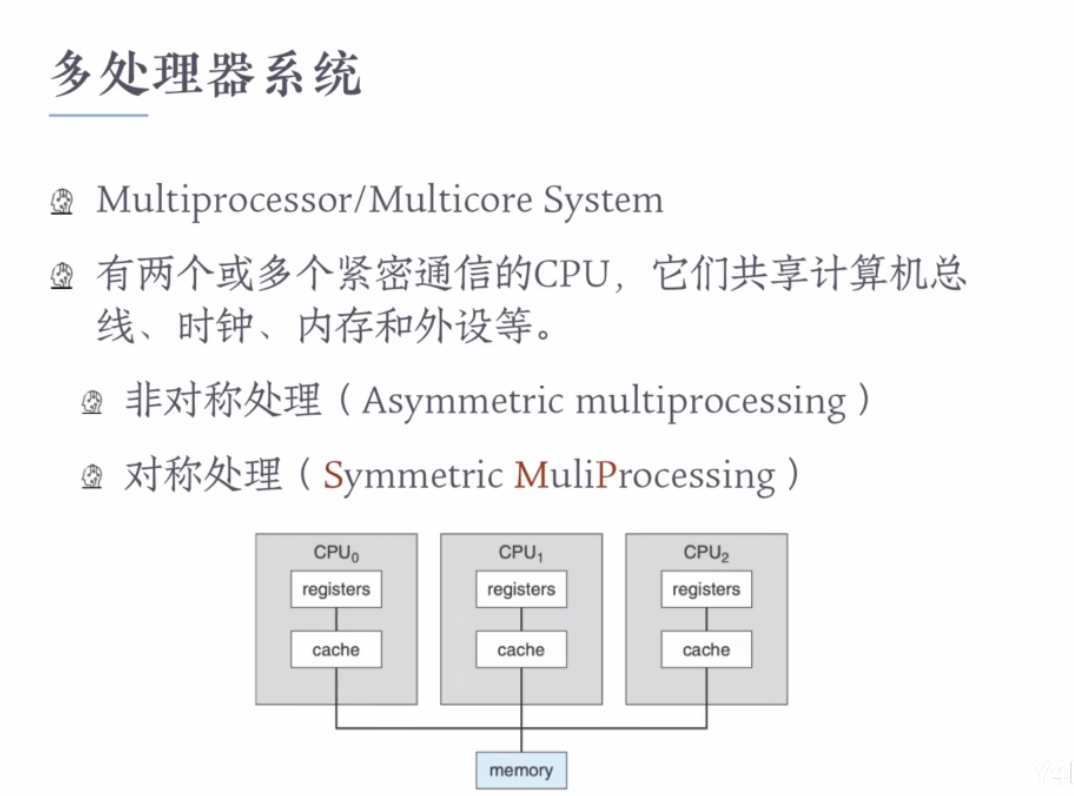 多处理器系统
Multiprocessor/Multicore System
有两个或多个紧密通信的CPU，它们共享计算机总
线、时钟、内存和外设等。
非对称处理（Asymmetric multiprocessing）
对称处理（Symmetric MuliProcessing）
CPU0 CPU1 CPU2
registers registers registers
cache cache cache
memory